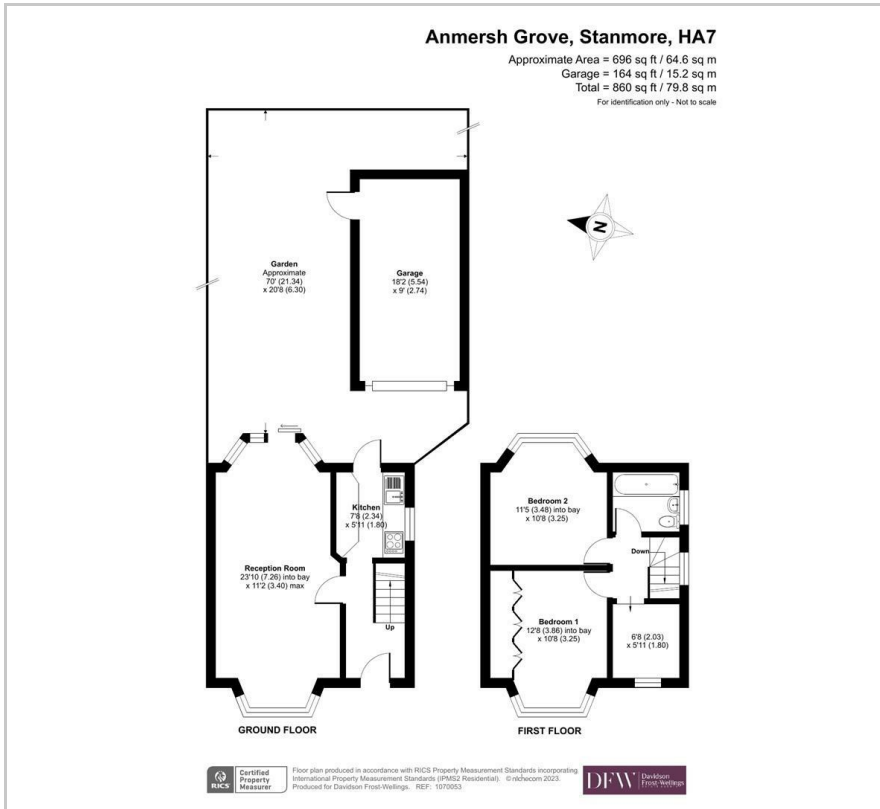 Anmersh Grove, Stanmore, HA7
Approximate Area = 696 sq ft / 64.6 sq m
Garage = 164 sq ft / 15.2 sq m
Total = 860 sq ft / 79.8 sq m
For identification only - Not to scale
N
Garden
Approximate
70' (21.34)
x 20'8 (6.30)
Garage
18'2 (5.54)
x 9' (2.74)
Kitchen
7'8 (2.34)
x 5'11 (1.80)
Reception Room
23'10 (7.26) into bay
x 11'2 (3.40) max
Up
GROUND FLOOR
Bedroom 2
11'5 (3.48) into bay
x 10'8 (3.25)
Down
Bedroom 1
12'8 (3.86) into bay
x 10'8 (3.25)
6'8 (2.03)
x 5'11 (1.80)
FIRST FLOOR
RICS
Certified
Property
Measurer
Floor plan produced in accordance with RICS Property Measurement Standards incorporating
International Property Measurement Standards (IPMS2 Residential). © nichecom 2023.
Produced for Davidson Frost-Wellings. REF: 1070053
DFW
Davidson
Frost-Wellings